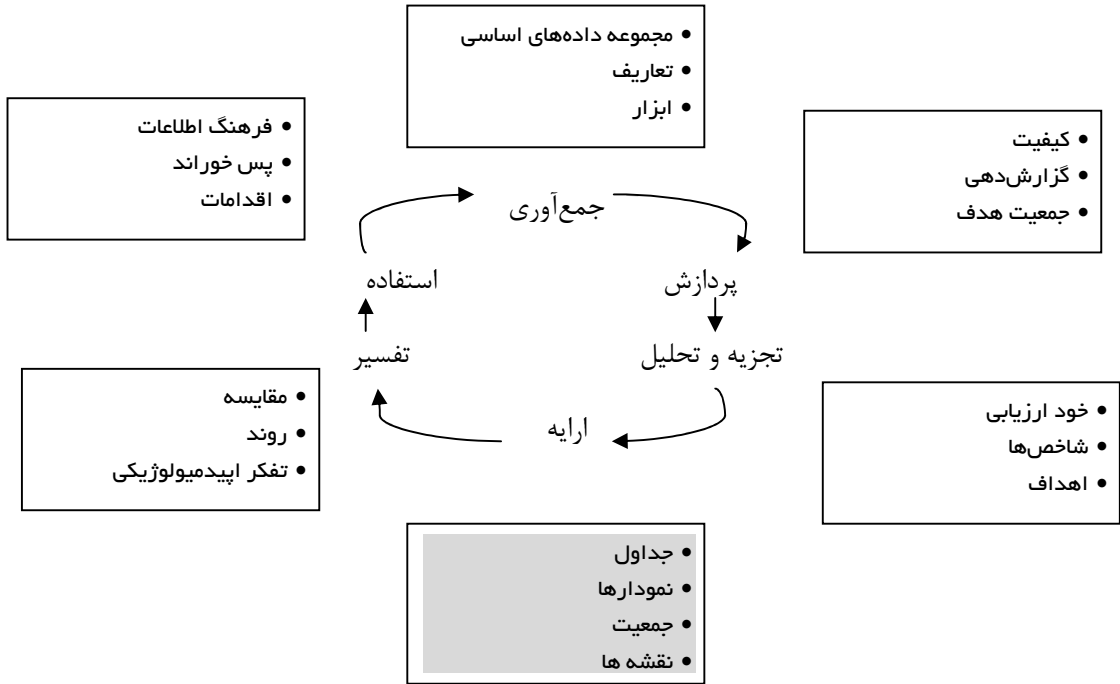 • مجموعه داده‌های اساسی
• تعاریف
• ابزار
• کیفیت
• گزارش‌دهی
• جمعیت هدف
• فرهنگ اطلاعات
• پس خوراند
• اقدامات
جمع‌آوری
پردازش
استفاده
تجزیه و تحلیل
تفسیر
ارایه
• خود ارزیابی
• شاخص‌ها
• اهداف
• مقایسه
• روند
• تفکر اپیدمیولوژیکی
• جداول
• نمودارها
• جمعیت
• نقشه ها